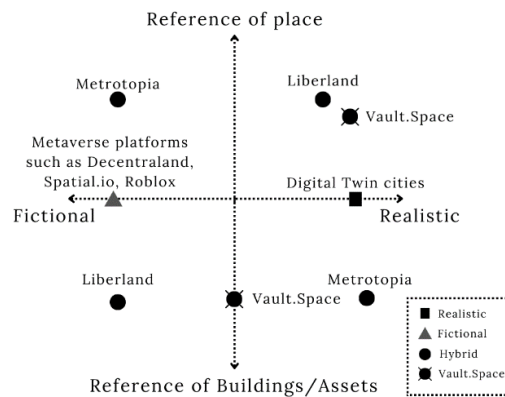 Reference of place
Metrotopia
Liberland
Vault.Space
Metaverse platforms
such as Decentraland,
Spatial.io, Roblox
Digital Twin cities
Fictional
Realistic
Liberland
Vault.Space
Metrotopia
Reference of Buildings/Assets
Realistic
Fictional
Hybrid
Vault.Space